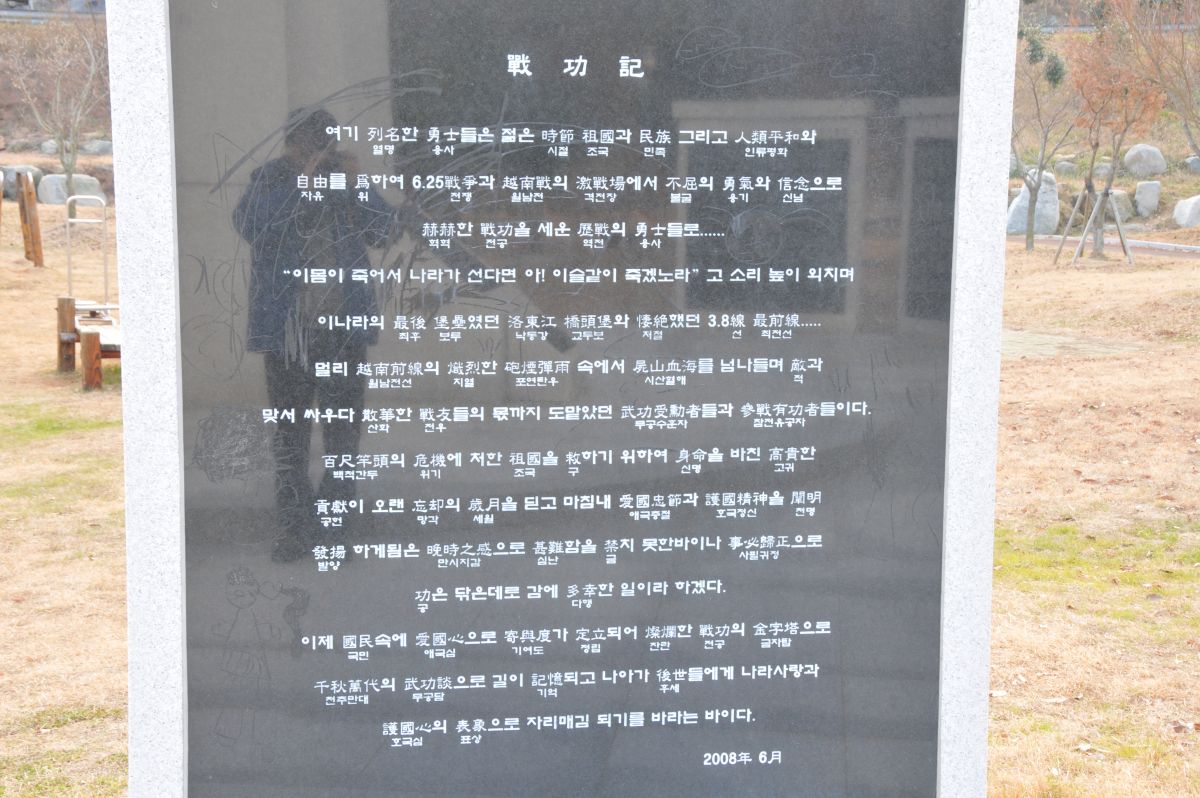 戰功記
여기 列名한 勇士들은 젊은 時節 祖國과 民族 그리고 人類平和와
열명 용사 시절 조국 민족 인류평화
自由를 爲하여 6.25戰爭과 越南戰의 激戰場에서 不屈의 勇氣와 信念으로
자유 위 전쟁 월남전 격전장 불굴 용기 신념
赫赫한 戰功을 세운 歷戰의 勇士들로......
혁혁 전공 역전 용사
“이몸이 죽어서 나라가 선다면 아! 이슬같이 죽겠노라” 고 소리 높이 외치며
이나라의 最後 堡壘였던 洛東江 橋頭堡와 悽絶했던 3.8線 最前線.....
최후 보루 낙동강 교두보 처절 선 최전선
멀리 越南前線의 熾烈한 砲煙彈雨 속에서 屍山血海를 넘나들며 敵과
월남전선 치열 포연탄우 시산혈해 적
맞서 싸우다 散華한 戰友들의 몫까지 도맡았던 武功受勳者들과 參戰有功者들이다.
산화 전우 무공수훈자 참전유공자
百尺竿頭의 危機에 처한 祖國을 救하기 위하여 身命을 바친 高貴한
백척간두 위기 조국 구 신명 고귀
貢獻이 오랜 忘却의 歲月을 딛고 마침내 愛國忠節과 護國精神을 闡明
공헌 망각 세월 애국충절 호국정신 천명
發揚 하게됨은 晩時之感으로 甚難함을 禁치 못한바이나 事必歸正으로
발양 만시지감 심난 금 사필귀정
功은 닦은데로 감에 多幸한 일이라 하겠다.
공 다행
이제 國民속에 愛國心으로 寄與度가 定立되어 燦爛한 戰功의 金字塔으로
국민 애국심 기여도 정립 찬란 전공 금자탑
千秋萬代의 武功談으로 길이 記憶되고 나아가 後世들에게 나라사랑과
천추만대 무공담 기억 후세
護國心의 表象으로 자리매김 되기를 바라는 바이다.
호국심 표상
2008年 6月